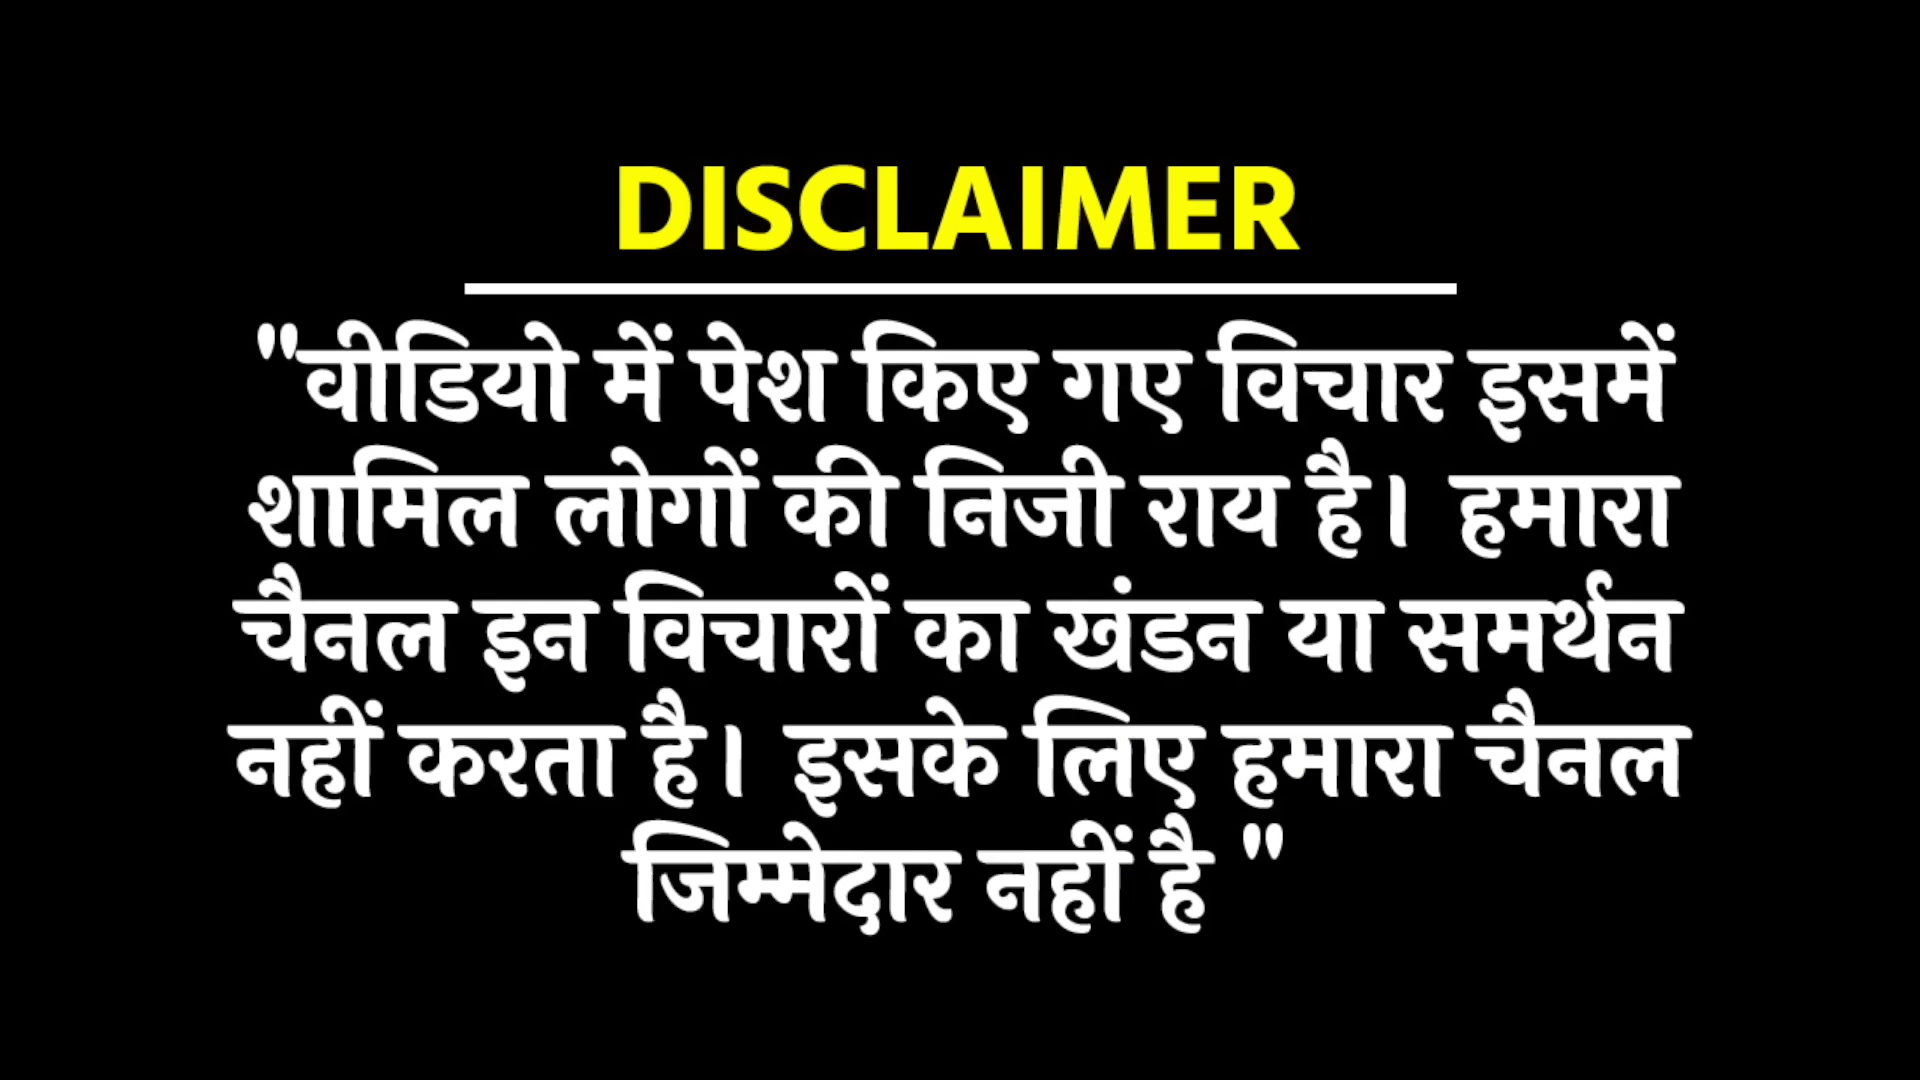 DISCLAIMER
"वीडियो में पेश किए गए विचार इसमें
शामिल लोगों की निजी राय है। हमारा
चैनल इन विचारों का खंडन या समर्थन
नहीं करता है। इसके लिए हमारा चैनल
जिम्मेदार नहीं है "